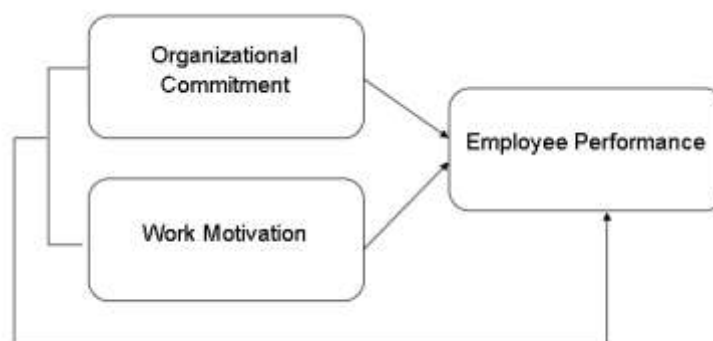 Organizational
Commitment
Employee Performance
Work Motivation